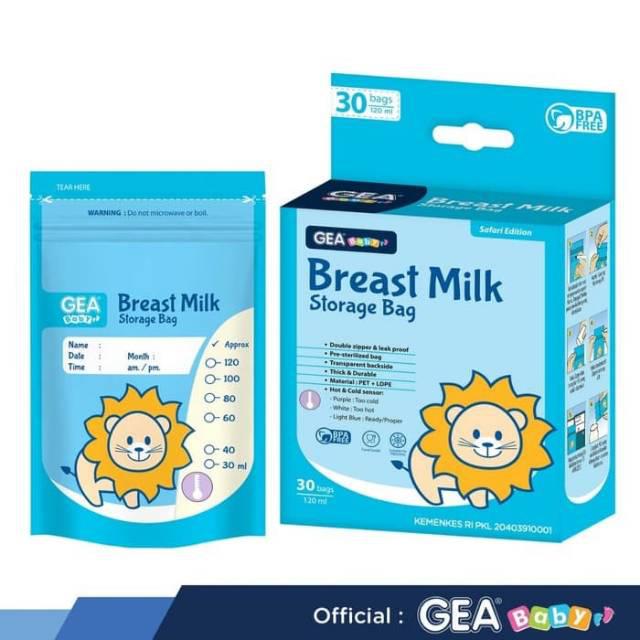 TEAR HERE
WARNING : Do not microwave or boil.
GEA
Baby
Breast Milk
Storage Bag
Name :
Date : Month :
Time : am. / pm.
✓ Approx
120
100
80
60
40
30 ml
30 bags
120 ml
BPA
FREE
GEA Baby
Safari Edition
Breast Milk
Storage Bag
• Double zipper & leak proof
• Pre-sterilized bag
• Transparent backside
• Thick & Durable
• Material : PET + LDPE
• Hot & Cold sensor:
- Purple : Too cold
- White : Too hot
- Light Blue : Ready/Proper
BPA
FREE
30 bags
120 ml
KEMENKES RI PKL 20403910001
Official : GEA® Baby